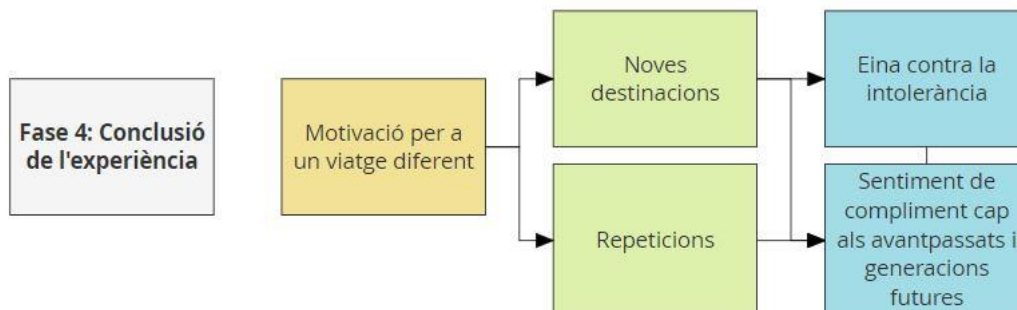 Fase 4: Conclusió
de l'experiència
Motivació per a
un viatge diferent
Noves
destinacions
Repeticions
Eina contra la
intolerància
Sentiment de
compliment cap
als avantpassats i
generacions
futures